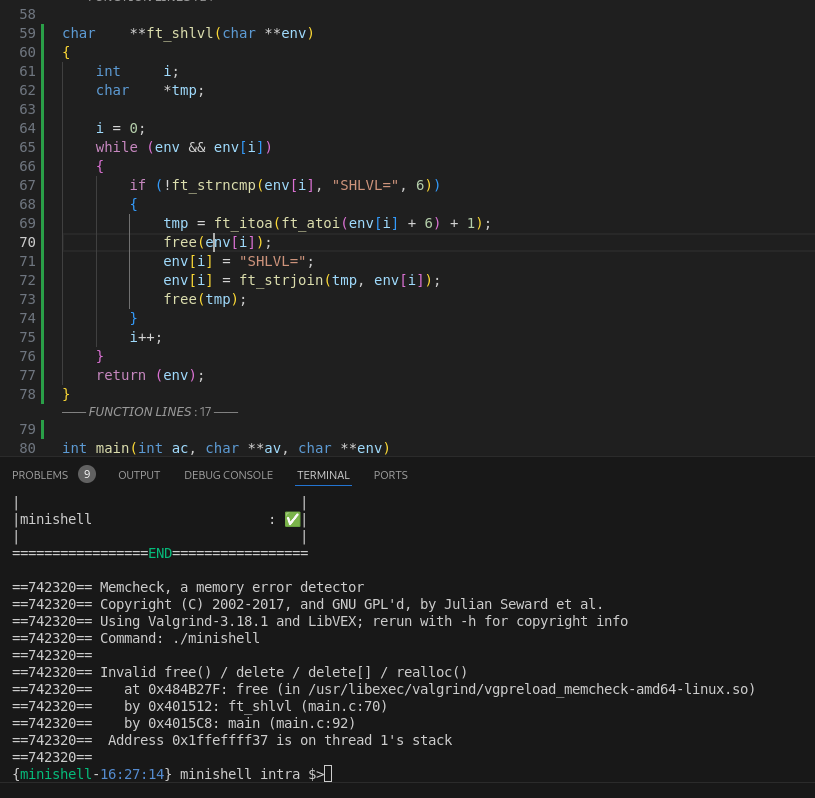 58
59 char    **ft_shlvl(char **env)
60 {
61     int     i;
62     char    *tmp;
63
64     i = 0;
65     while (env && env[i])
66     {
67         if (!ft_strncmp(env[i], "SHLVL=", 6))
68         {
69             tmp = ft_itoa(ft_atoi(env[i] + 6) + 1);
70             free(env[i]);
71             env[i] = "SHLVL=";
72             env[i] = ft_strjoin(tmp, env[i]);
73             free(tmp);
74         }
75         i++;
76     }
77     return (env);
78 }
—— FUNCTION LINES : 17 ——
79
80 int main(int ac, char **av, char **env)
PROBLEMS 9 OUTPUT DEBUG CONSOLE TERMINAL PORTS
|                                   |
|minishell                      : ✅|
|                                   |
=================END=================
==742320== Memcheck, a memory error detector
==742320== Copyright (C) 2002-2017, and GNU GPL'd, by Julian Seward et al.
==742320== Using Valgrind-3.18.1 and LibVEX; rerun with -h for copyright info
==742320== Command: ./minishell
==742320==
==742320== Invalid free() / delete / delete[] / realloc()
==742320==    at 0x484B27F: free (in /usr/libexec/valgrind/vgpreload_memcheck-amd64-linux.so)
==742320==    by 0x401512: ft_shlvl (main.c:70)
==742320==    by 0x4015C8: main (main.c:92)
==742320==  Address 0x1ffeffff37 is on thread 1's stack
==742320==
{minishell-16:27:14} minishell intra $>